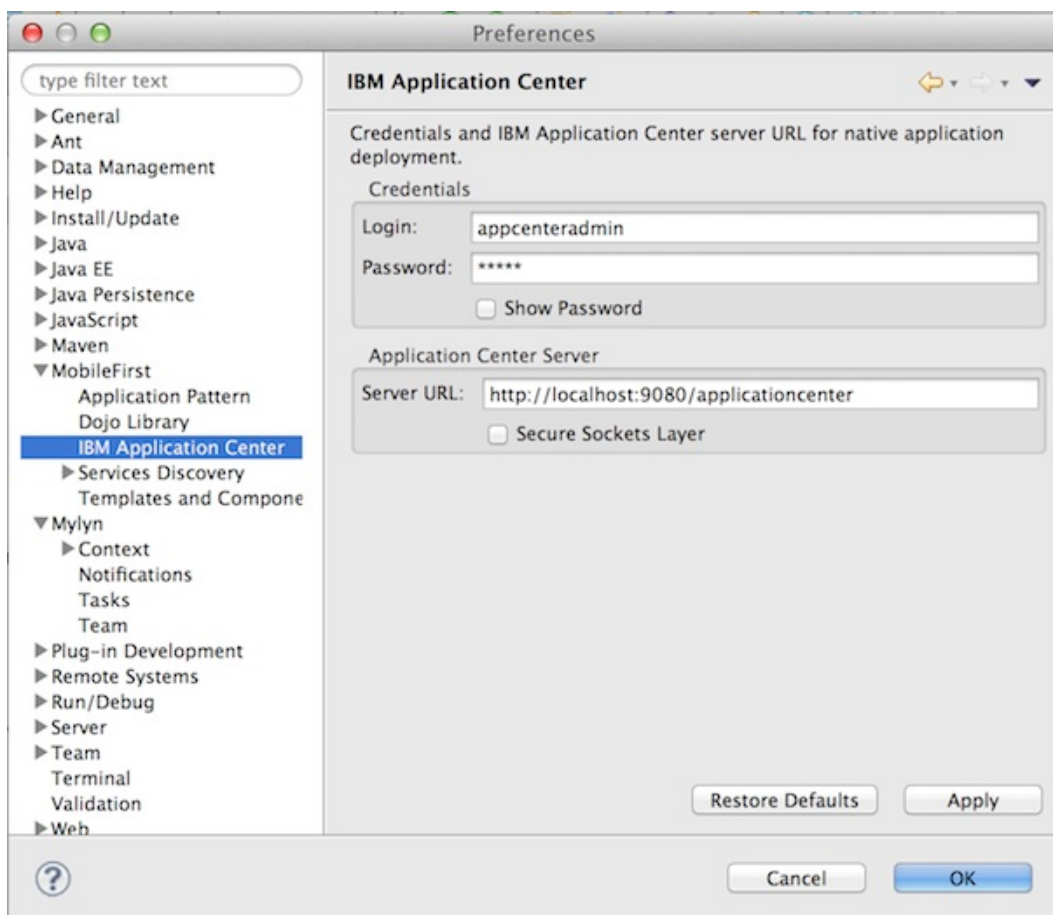 Preferences
type filter text
General
Ant
Data Management
Help
Install/Update
Java
Java EE
Java Persistence
JavaScript
Maven
MobileFirst
Application Pattern
Dojo Library
IBM Application Center
Services Discovery
Templates and Compone
Mylyn
Context
Notifications
Tasks
Team
Plug-in Development
Remote Systems
Run/Debug
Server
Team
Terminal
Validation
Web
IBM Application Center
Credentials and IBM Application Center server URL for native application
deployment.
Credentials
Login: appcenteradmin
Password: *****
Show Password
Application Center Server
Server URL: http://localhost:9080/applicationcenter
Secure Sockets Layer
Restore Defaults Apply
? Cancel OK